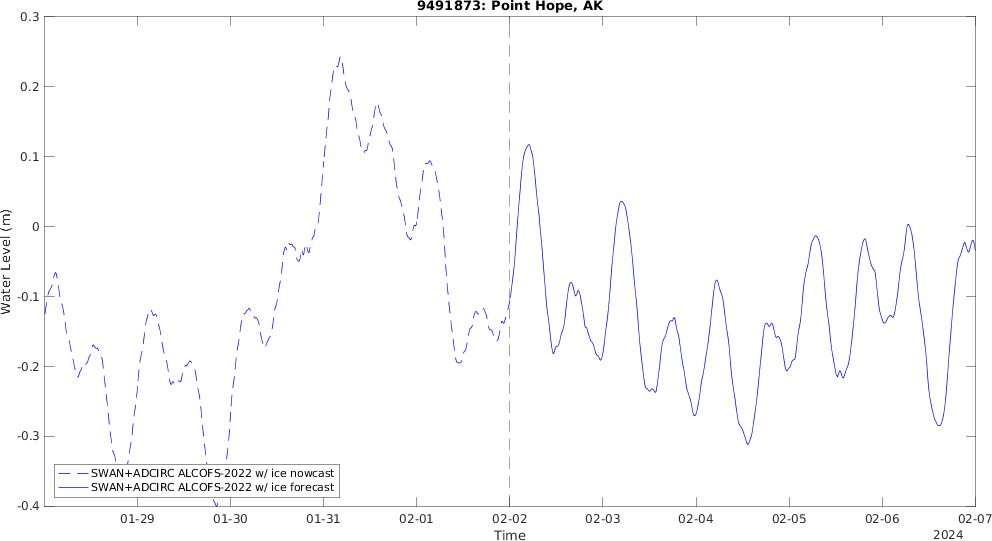 9491873: Point Hope, AK
0.3
0.2
0.1
0
-0.1
-0.2
-0.3
-0.4
Water Level (m)
SWAN+ADCIRC ALCOFS-2022 w/ ice nowcast
SWAN+ADCIRC ALCOFS-2022 w/ ice forecast
01-29 01-30 01-31 02-01 02-02 02-03 02-04 02-05 02-06 02-07
Time
2024